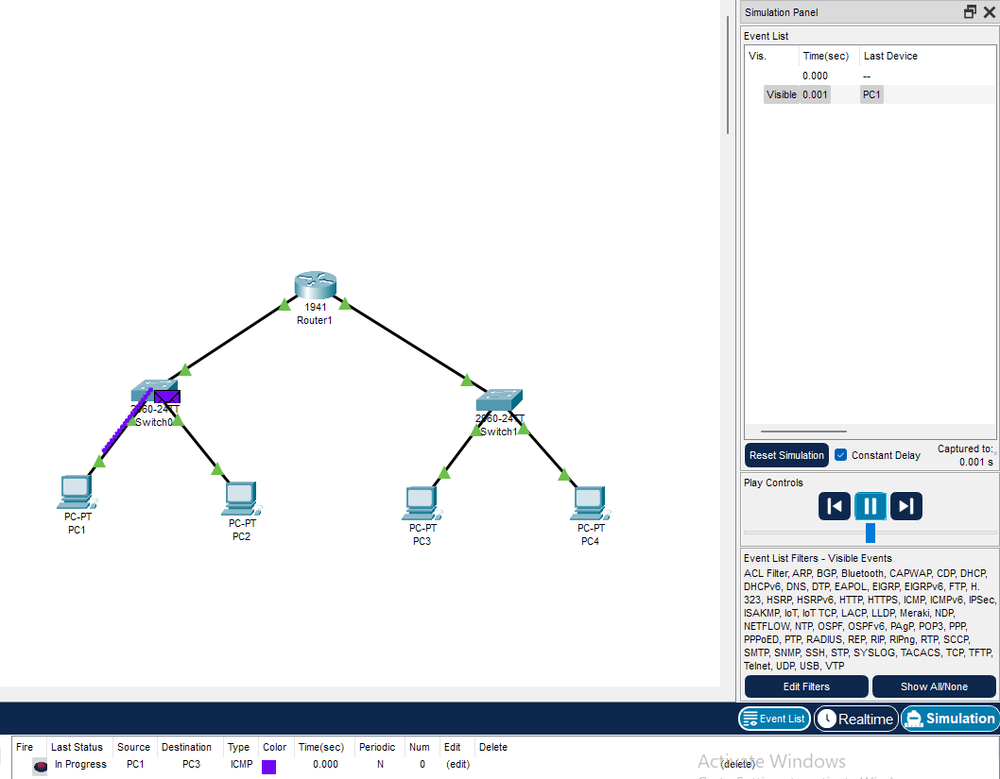 Simulation Panel
Event List
Vis. Time(sec) Last Device
0.000 --
Visible 0.001 PC1
1941
Router1
2960-24TT
Switch0
2960-24TT
Switch1
PC-PT
PC1
PC-PT
PC2
PC-PT
PC3
PC-PT
PC4
Reset Simulation Constant Delay Captured to:
0.001 s
Play Controls
Event List Filters - Visible Events
ACL Filter, ARP, BGP, Bluetooth, CAPWAP, CDP, DHCP,
DHCPv6, DNS, DTP, EAPOL, EIGRP, EIGRPv6, FTP, H.
323, HSRP, HSRPv6, HTTP, HTTPS, ICMP, ICMPv6, IPSec,
ISAKMP, IoT, IoT TCP, LACP, LLDP, Meraki, NDP,
NETFLOW, NTP, OSPF, OSPFv6, PAgP, POP3, PPP,
PPPoED, PTP, RADIUS, REP, RIP, RIPng, RTP, SCCP,
SMTP, SNMP, SSH, STP, SYSLOG, TACACS, TCP, TFTP,
Telnet, UDP, USB, VTP
Edit Filters Show All/None
Event List Realtime Simulation
Fire Last Status Source Destination Type Color Time(sec) Periodic Num Edit Delete
In Progress PC1 PC3 ICMP 0.000 N 0 (edit) (delete)
Activate Windows